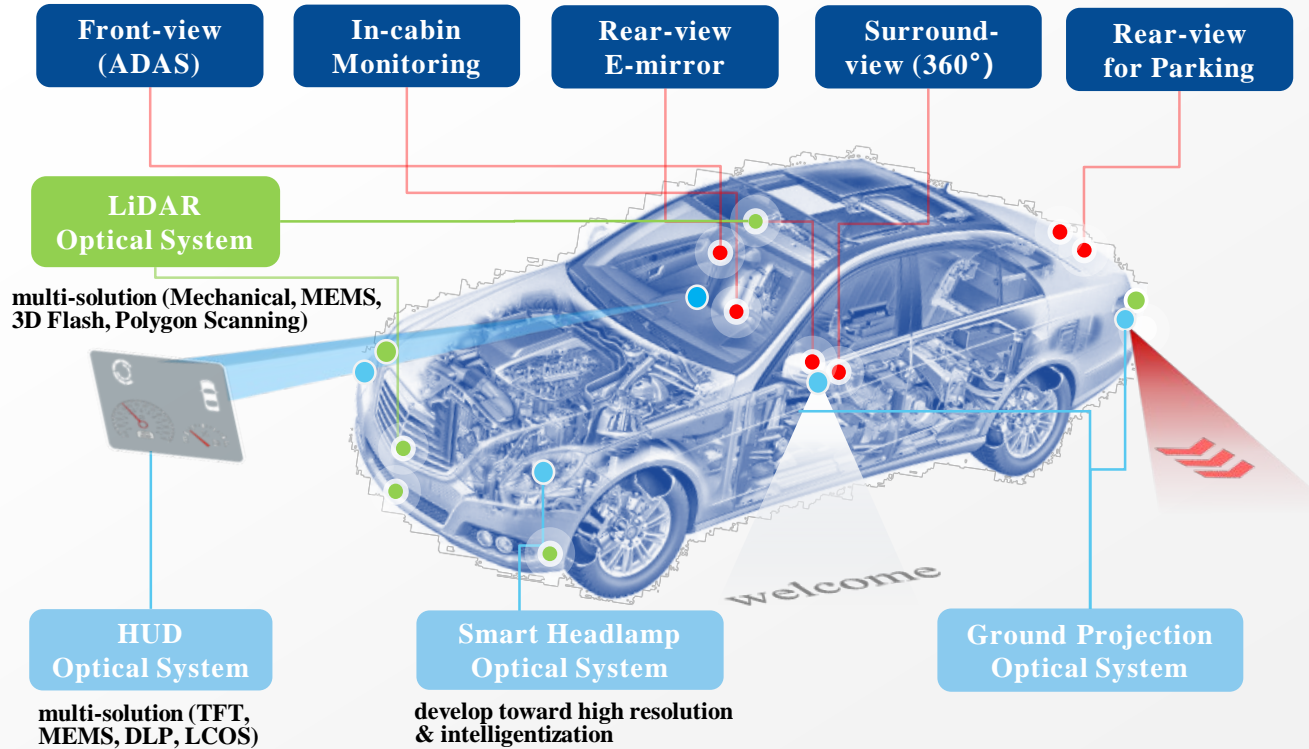 Front-view
(ADAS)
In-cabin
Monitoring
Rear-view
E-mirror
Surround-
view (360°)
Rear-view
for Parking
LiDAR
Optical System
multi-solution (Mechanical, MEMS,
3D Flash, Polygon Scanning)
welcome
HUD
Optical System
multi-solution (TFT,
MEMS, DLP, LCOS)
Smart Headlamp
Optical System
develop toward high resolution
& intelligentization
Ground Projection
Optical System